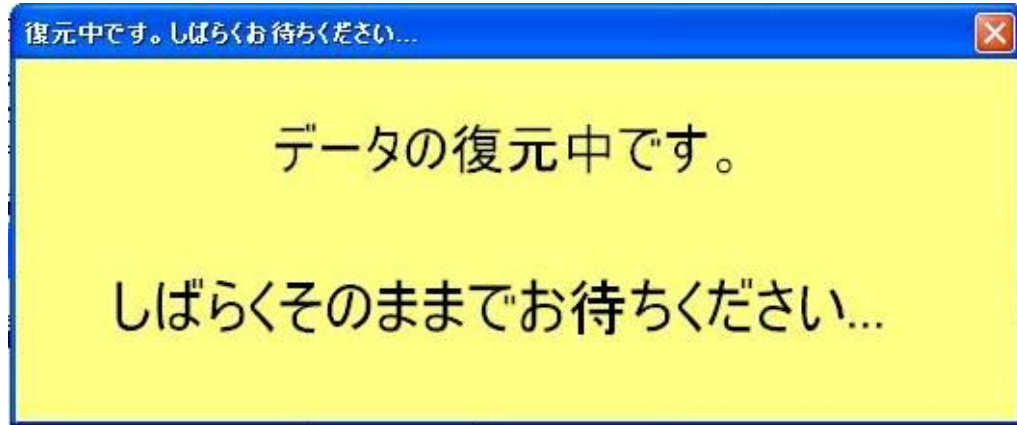 復元中です。しばらくお待ちください...
データの復元中です。
しばらくそのままでお待ちください...